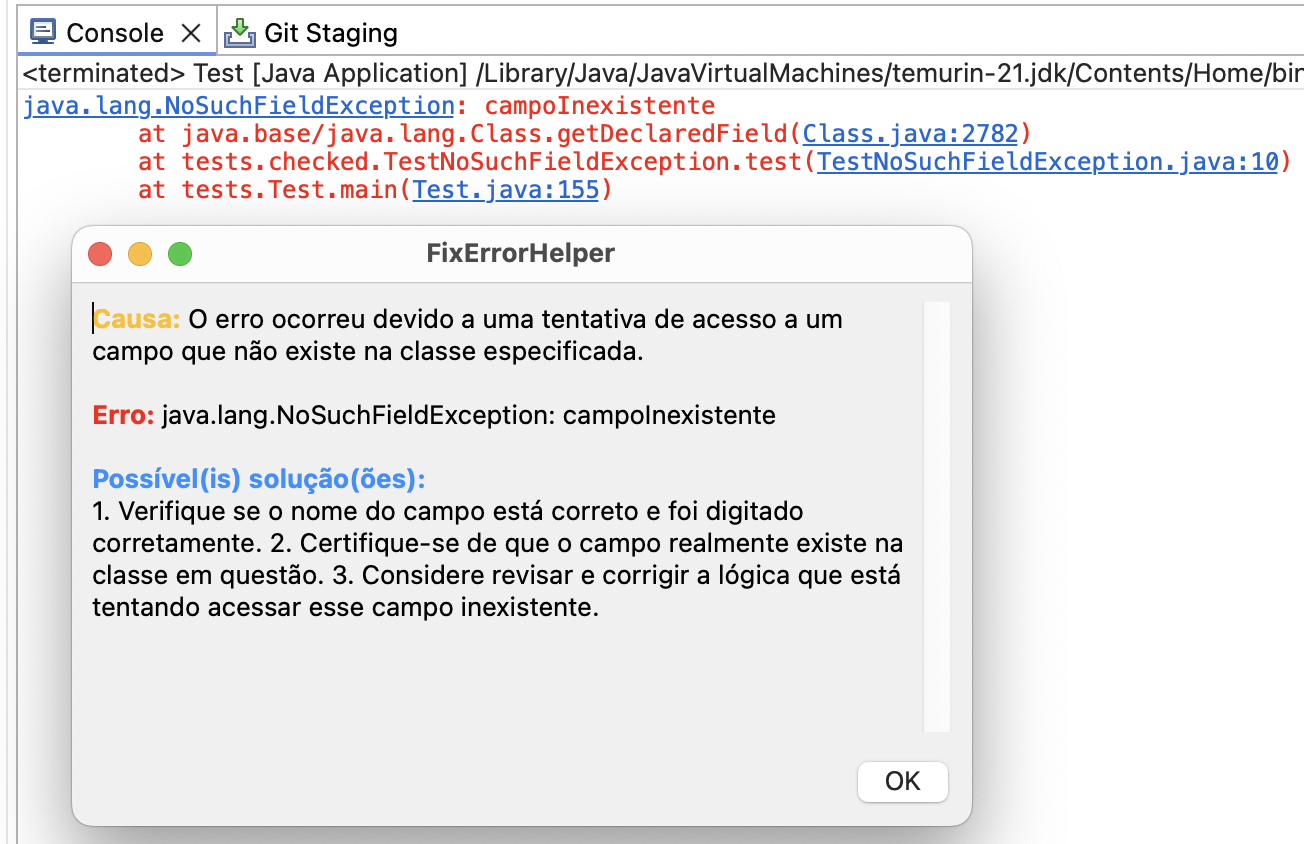 Console Git Staging
<terminated> Test [Java Application] /Library/Java/JavaVirtualMachines/temurin-21.jdk/Contents/Home/bin
java.lang.NoSuchFieldException: campoInexistente
at java.base/java.lang.Class.getDeclaredField(Class.java:2782)
at tests.checked.TestNoSuchFieldException.test(TestNoSuchFieldException.java:10)
at tests.Test.main(Test.java:155)
FixErrorHelper
Causa: O erro ocorreu devido a uma tentativa de acesso a um
campo que não existe na classe especificada.
Erro: java.lang.NoSuchFieldException: campoInexistente
Possível(is) solução(ões):
1. Verifique se o nome do campo está correto e foi digitado
corretamente. 2. Certifique-se de que o campo realmente existe na
classe em questão. 3. Considere revisar e corrigir a lógica que está
tentando acessar esse campo inexistente.
OK